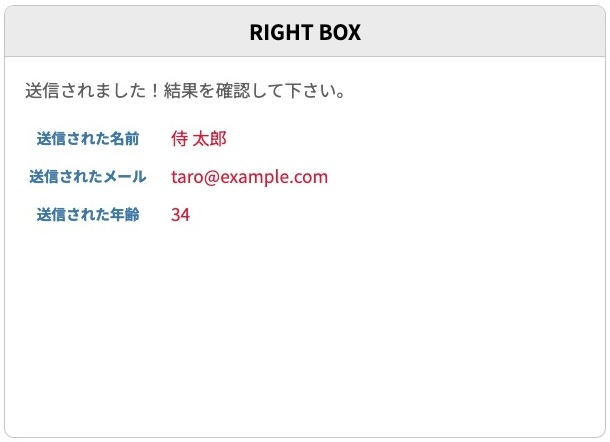 RIGHT BOX
送信されました！結果を確認して下さい。
送信された名前 侍 太郎
送信されたメール taro@example.com
送信された年齢 34